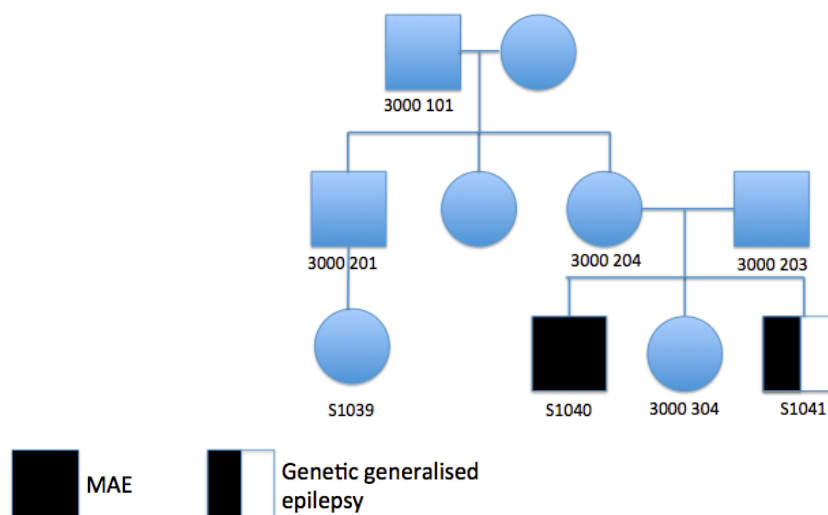 3000 101
3000 201
3000 204
3000 203
S1039
S1040
3000 304
S1041
MAE
Genetic generalised
epilepsy